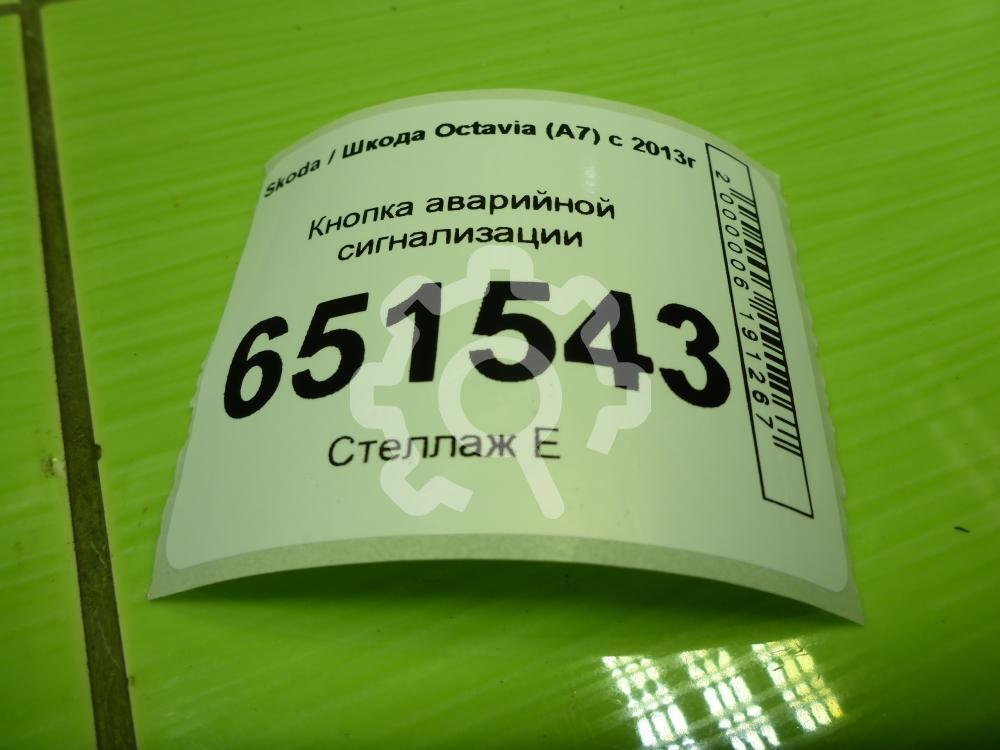 Skoda / Шкода Octavia (A7) с 2013г
Кнопка аварийной
сигнализации
651543
Стеллаж Е
2000006191267